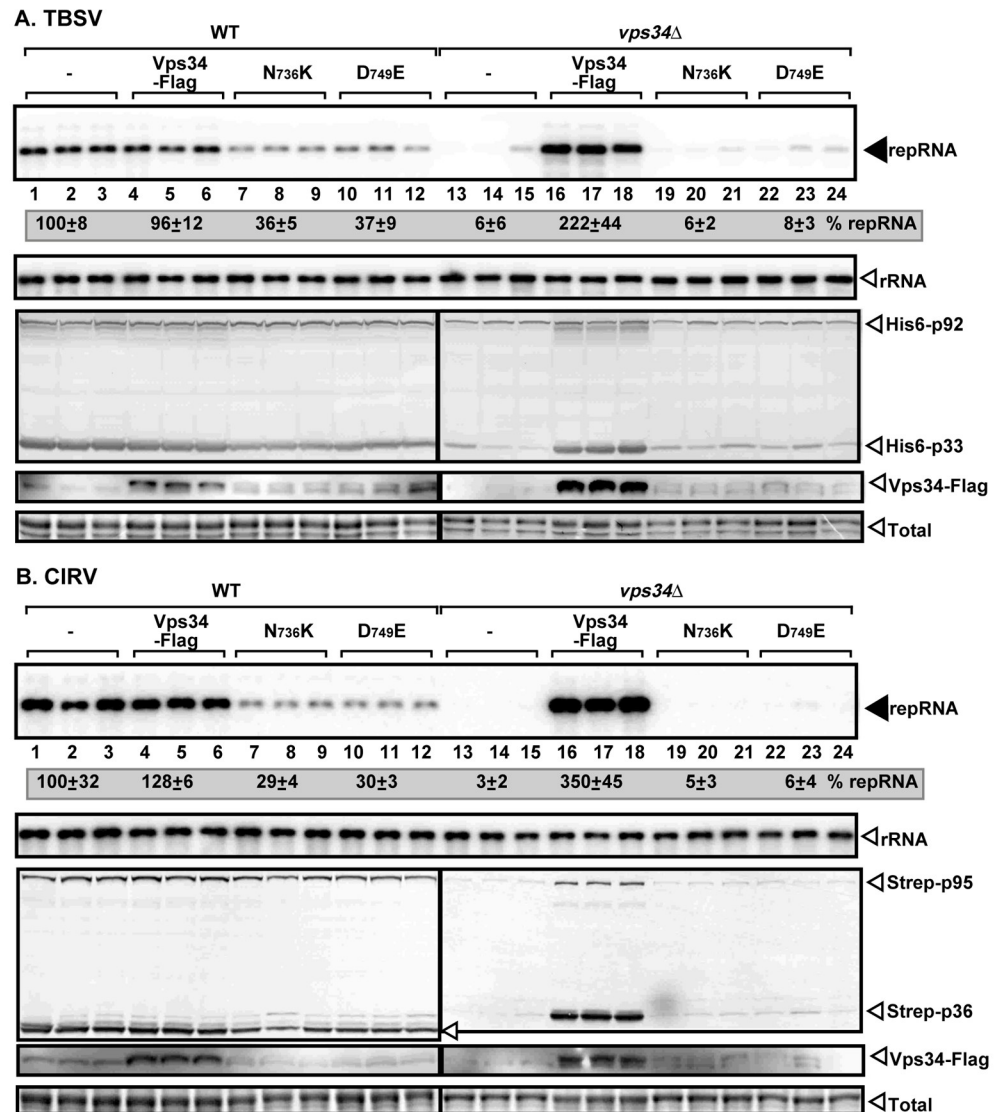 A. TBSV
WT vps34Δ
- Vps34 -Flag N736K D749E - Vps34 -Flag N736K D749E
repRNA
1 2 3 4 5 6 7 8 9 10 11 12 13 14 15 16 17 18 19 20 21 22 23 24
100±8 96±12 36±5 37±9 6±6 222±44 6±2 8±3 % repRNA
rRNA
His6-p92
His6-p33
Vps34-Flag
Total
B. CIRV
WT vps34Δ
- Vps34 -Flag N736K D749E - Vps34 -Flag N736K D749E
repRNA
1 2 3 4 5 6 7 8 9 10 11 12 13 14 15 16 17 18 19 20 21 22 23 24
100±32 128±6 29±4 30±3 3±2 350±45 5±3 6±4 % repRNA
rRNA
Strep-p95
Strep-p36
Vps34-Flag
Total